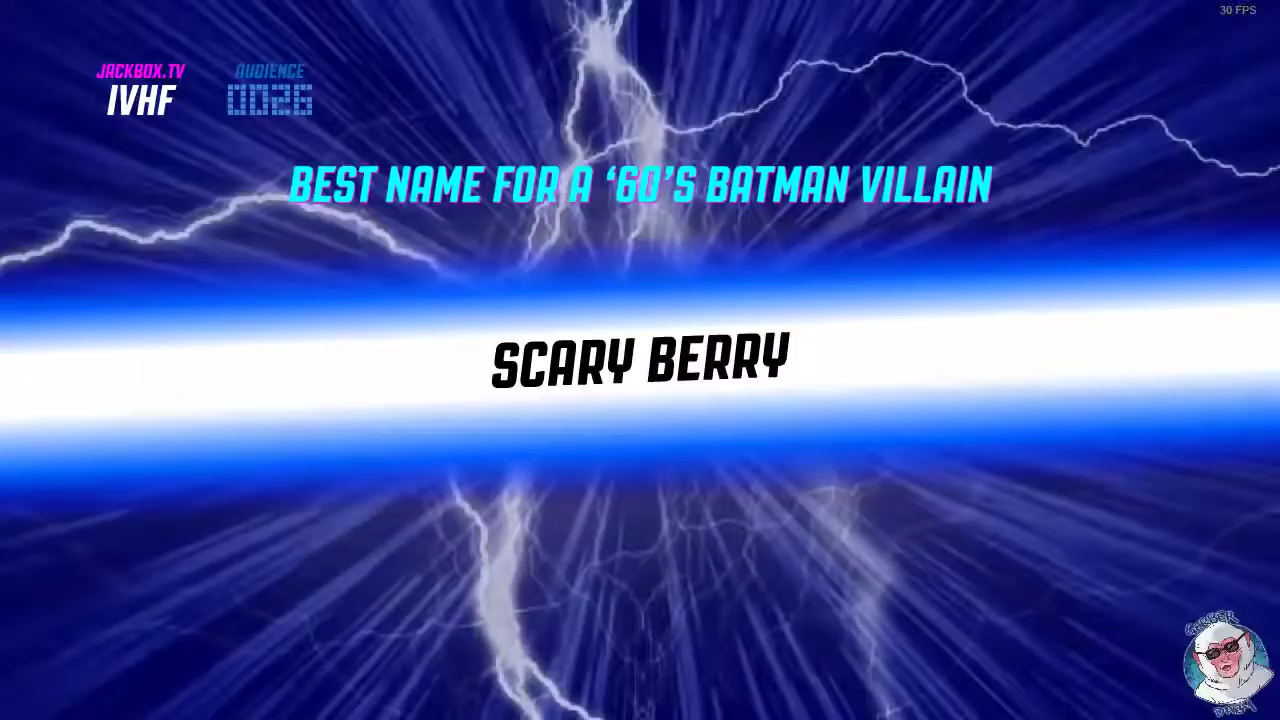 30 FPS
JACKBOX.TV
IVHF
AUDIENCE
0026
BEST NAME FOR A ‘60’S BATMAN VILLAIN
SCARY BERRY